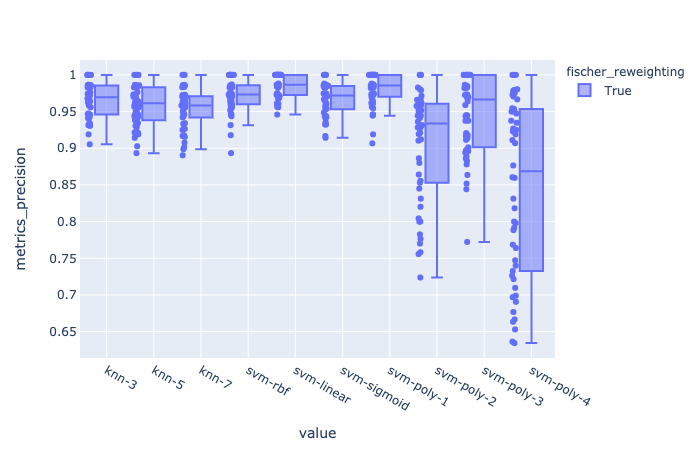 fischer_reweighting
True
metrics_precision
1
0.95
0.9
0.85
0.8
0.75
0.7
0.65
knn-3
knn-5
knn-7
svm-rbf
svm-linear
svm-sigmoid
svm-poly-1
svm-poly-2
svm-poly-3
svm-poly-4
value